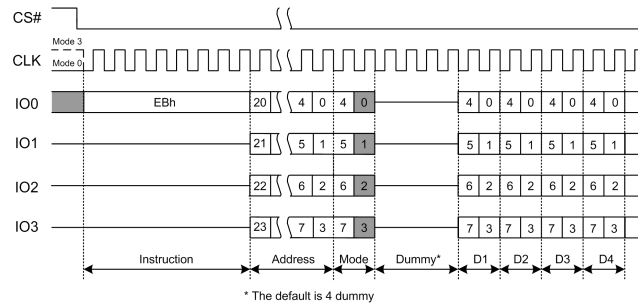 CS#
Mode 3
CLK
Mode 0
IO0 EBh 20 4 0 4 0 4 0 4 0 4 0 4 0
IO1 21 5 1 5 1 5 1 5 1 5 1 5 1
IO2 22 6 2 6 2 6 2 6 2 6 2 6 2
IO3 23 7 3 7 3 7 3 7 3 7 3 7 3
Instruction Address Mode Dummy* D1 D2 D3 D4
* The default is 4 dummy